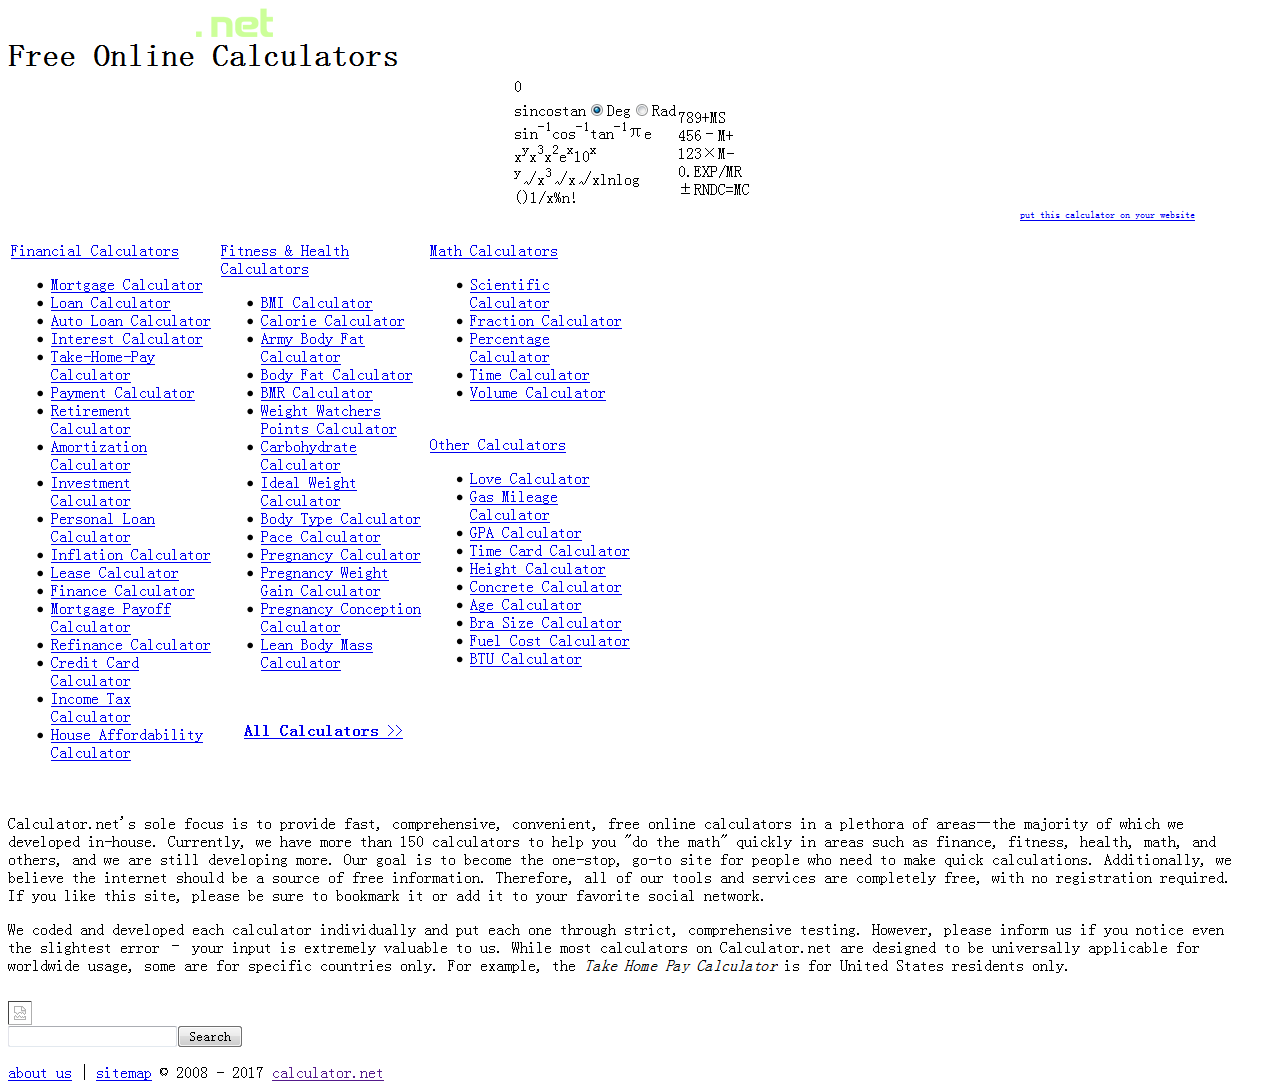 .net
Free Online Calculators
0
sincostan Deg Rad
sin-1cos-1tan-1πe
xyx3x2ex10x
y√x3√x√xlnlog
()1/x%n!
789+MS
456–M+
123×M-
0.EXP/MR
±RNDC=MC
put this calculator on your website
Financial Calculators
Mortgage Calculator
Loan Calculator
Auto Loan Calculator
Interest Calculator
Take-Home-Pay
Calculator
Payment Calculator
Retirement
Calculator
Amortization
Calculator
Investment
Calculator
Personal Loan
Calculator
Inflation Calculator
Lease Calculator
Finance Calculator
Mortgage Payoff
Calculator
Refinance Calculator
Credit Card
Calculator
Income Tax
Calculator
House Affordability
Calculator
Fitness & Health
Calculators
BMI Calculator
Calorie Calculator
Army Body Fat
Calculator
Body Fat Calculator
BMR Calculator
Weight Watchers
Points Calculator
Carbohydrate
Calculator
Ideal Weight
Calculator
Body Type Calculator
Pace Calculator
Pregnancy Calculator
Pregnancy Weight
Gain Calculator
Pregnancy Conception
Calculator
Lean Body Mass
Calculator
Math Calculators
Scientific
Calculator
Fraction Calculator
Percentage
Calculator
Time Calculator
Volume Calculator
Other Calculators
Love Calculator
Gas Mileage
Calculator
GPA Calculator
Time Card Calculator
Height Calculator
Concrete Calculator
Age Calculator
Bra Size Calculator
Fuel Cost Calculator
BTU Calculator
All Calculators >>
Calculator.net's sole focus is to provide fast, comprehensive, convenient, free online calculators in a plethora of areas—the majority of which we
developed in-house. Currently, we have more than 150 calculators to help you "do the math" quickly in areas such as finance, fitness, health, math, and
others, and we are still developing more. Our goal is to become the one-stop, go-to site for people who need to make quick calculations. Additionally, we
believe the internet should be a source of free information. Therefore, all of our tools and services are completely free, with no registration required.
If you like this site, please be sure to bookmark it or add it to your favorite social network.
We coded and developed each calculator individually and put each one through strict, comprehensive testing. However, please inform us if you notice even
the slightest error – your input is extremely valuable to us. While most calculators on Calculator.net are designed to be universally applicable for
worldwide usage, some are for specific countries only. For example, the Take Home Pay Calculator is for United States residents only.
Search
about us | sitemap © 2008 - 2017 calculator.net